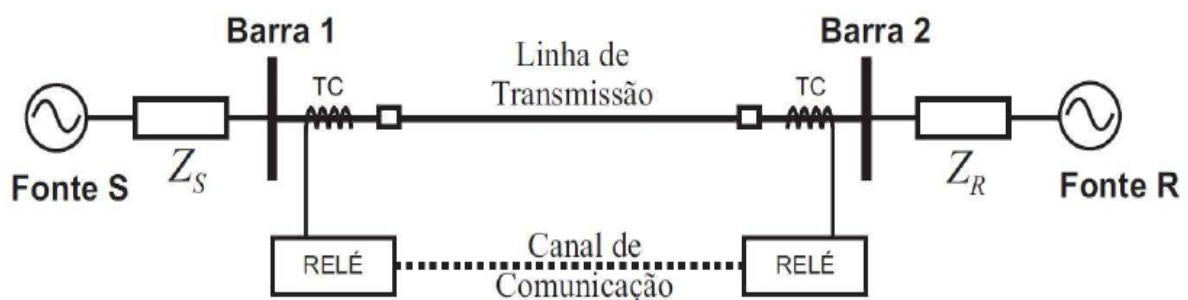 Barra 1
Barra 2
TC
Linha de
Transmissão
TC
Z_S
Z_R
Fonte S
Fonte R
RELÉ
Canal de
Comunicação
RELÉ